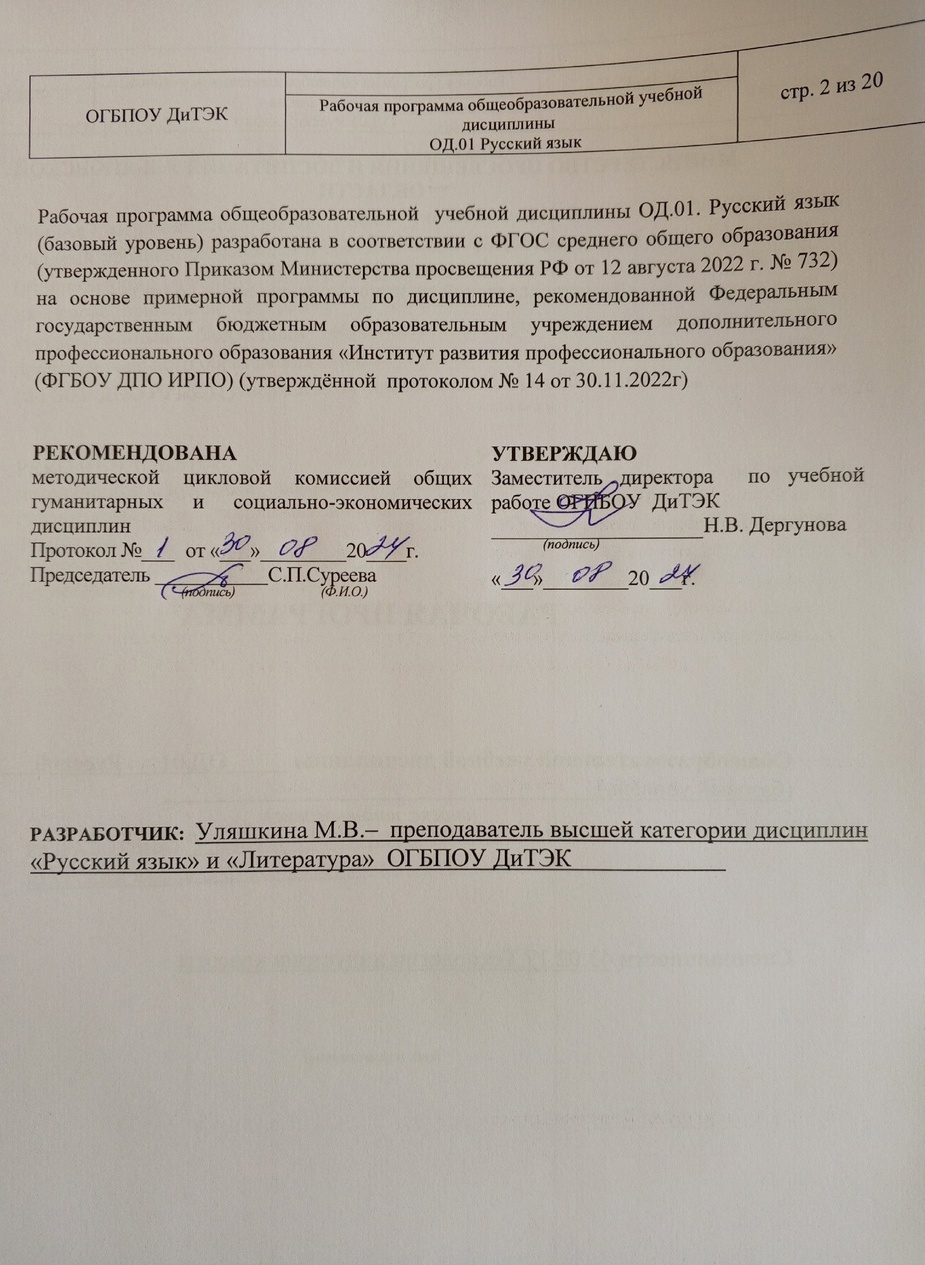 ОГБПОУ ДиТЭК
Рабочая программа общеобразовательной учебной
дисциплины
ОД.01 Русский язык
стр. 2 из 20
Рабочая программа общеобразовательной учебной дисциплины ОД.01. Русский язык
(базовый уровень) разработана в соответствии с ФГОС среднего общего образования
(утвержденного Приказом Министерства просвещения РФ от 12 августа 2022 г. № 732)
на основе примерной программы по дисциплине, рекомендованной Федеральным
государственным бюджетным образовательным учреждением дополнительного
профессионального образования «Институт развития профессионального образования»
(ФГБОУ ДПО ИРПО) (утверждённой протоколом № 14 от 30.11.2022г)
РЕКОМЕНДОВАНА
методической цикловой комиссией общих
гуманитарных и социально-экономических
дисциплин
Протокол № 1 от «30» 08 2024 г.
Председатель С.П.Суреева
(подпись) (Ф.И.О.)
УТВЕРЖДАЮ
Заместитель директора по учебной
работе ОГПБОУ ДиТЭК
Н.В. Дергунова
(подпись)
«30» 08 20 24 г.
РАЗРАБОТЧИК: Уляшкина М.В.– преподаватель высшей категории дисциплин
«Русский язык» и «Литература» ОГБПОУ ДиТЭК